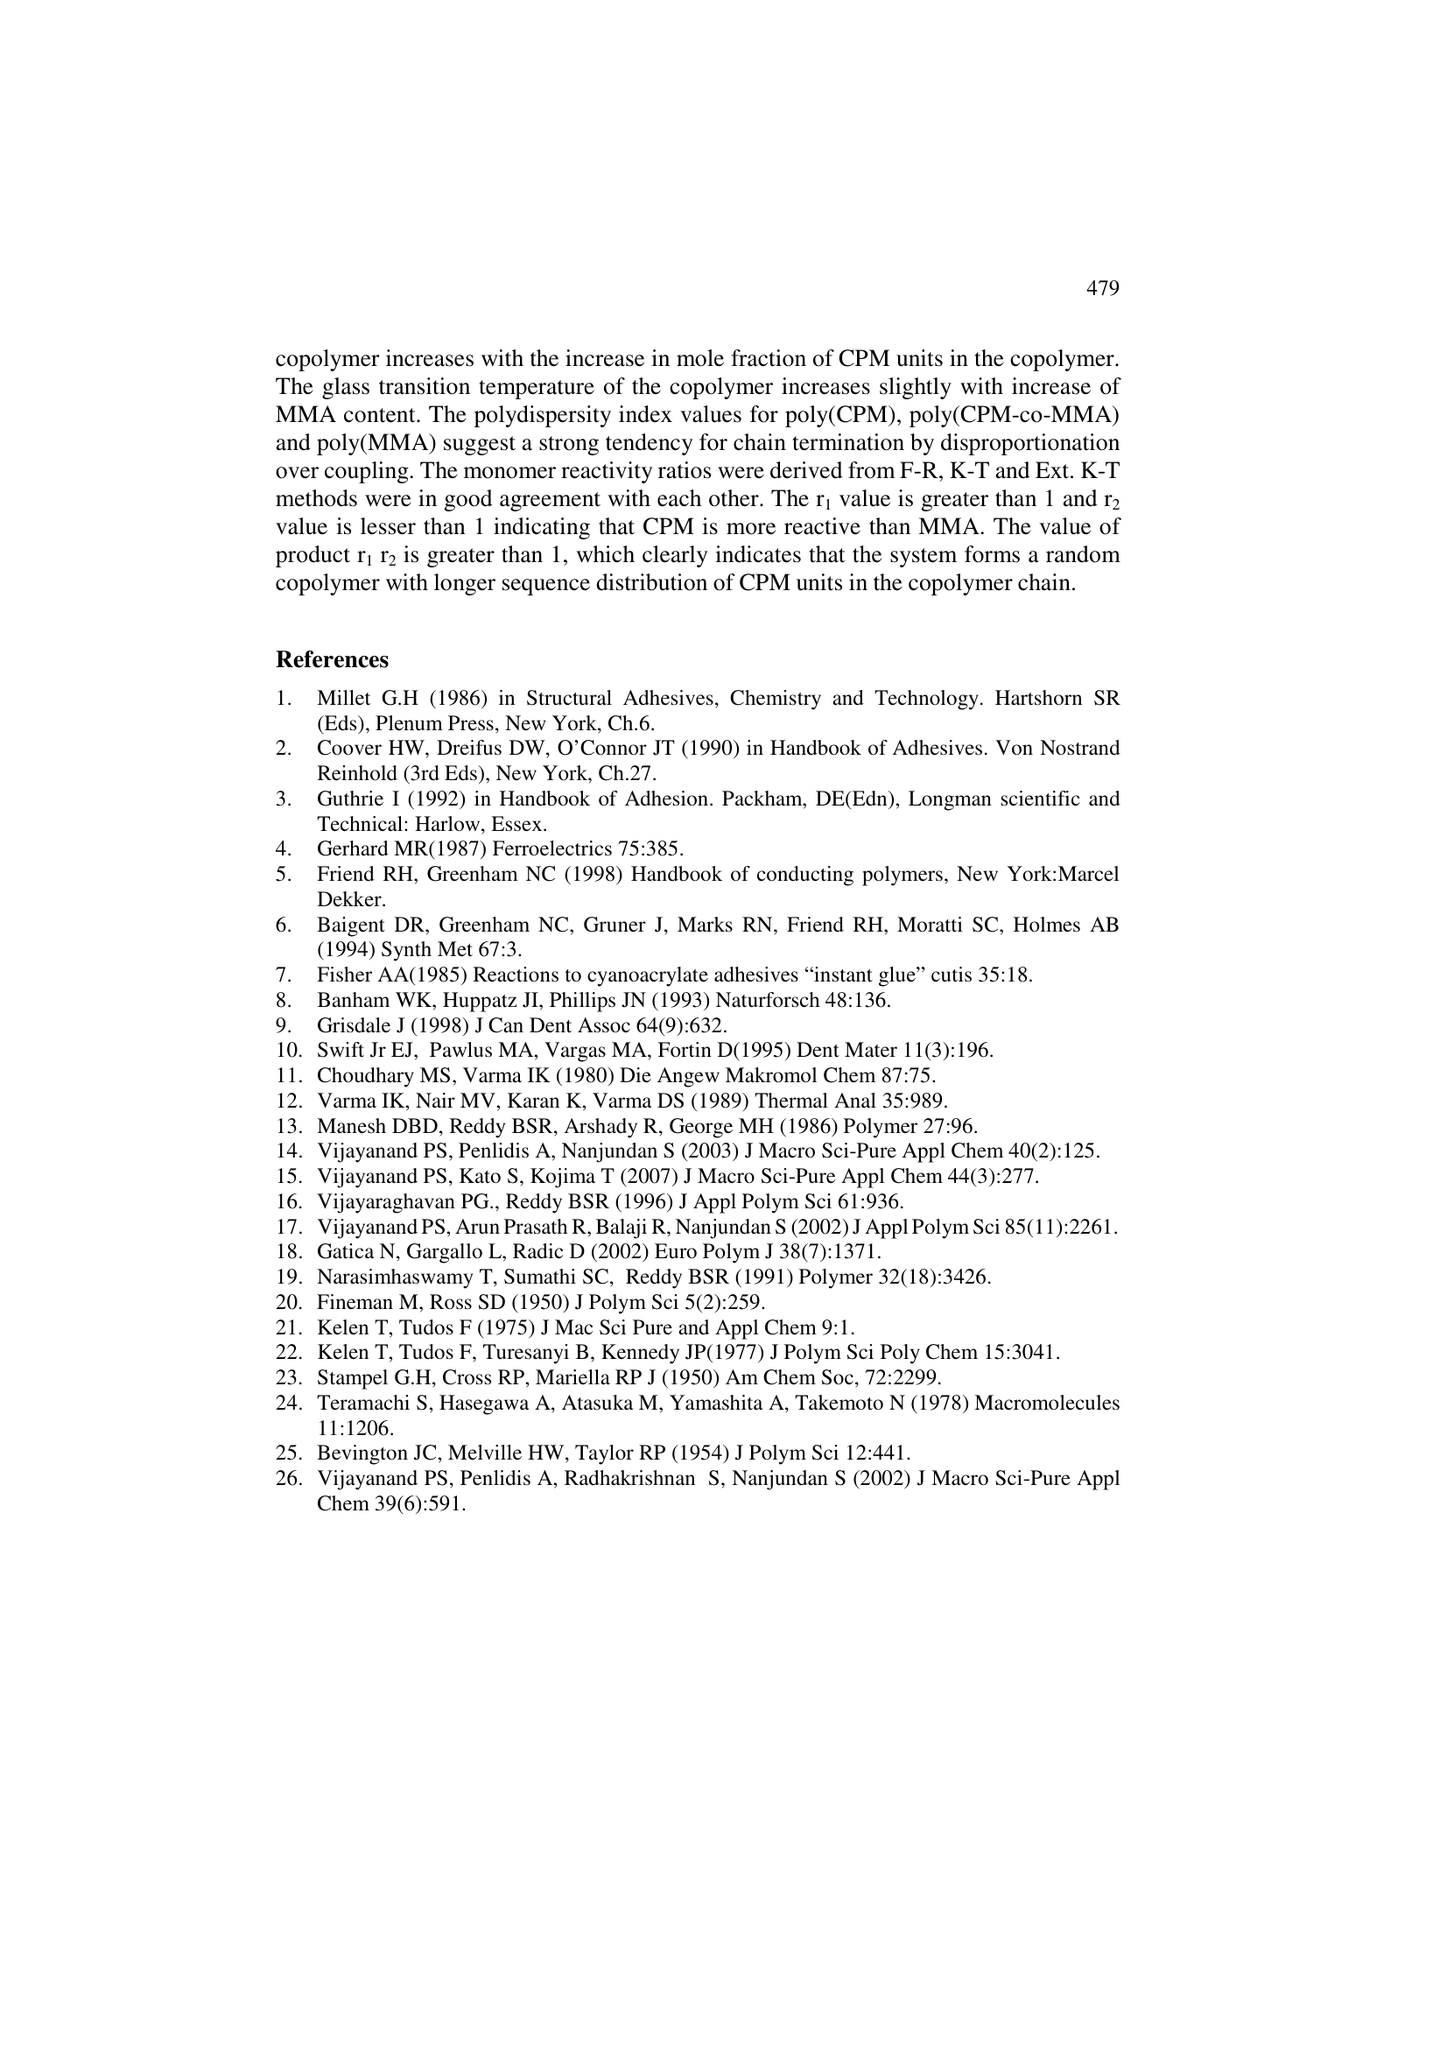 479
copolymer increases with the increase in mole fraction of CPM units in the copolymer.
The glass transition temperature of the copolymer increases slightly with increase of
MMA content. The polydispersity index values for poly(CPM), poly(CPM-co-MMA)
and poly(MMA) suggest a strong tendency for chain termination by disproportionation
over coupling. The monomer reactivity ratios were derived from F-R, K-T and Ext. K-T
methods were in good agreement with each other. The r₁ value is greater than 1 and r₂
value is lesser than 1 indicating that CPM is more reactive than MMA. The value of
product r₁ r₂ is greater than 1, which clearly indicates that the system forms a random
copolymer with longer sequence distribution of CPM units in the copolymer chain.
References
1. Millet G.H (1986) in Structural Adhesives, Chemistry and Technology. Hartshorn SR
(Eds), Plenum Press, New York, Ch.6.
2. Coover HW, Dreifus DW, O’Connor JT (1990) in Handbook of Adhesives. Von Nostrand
Reinhold (3rd Eds), New York, Ch.27.
3. Guthrie I (1992) in Handbook of Adhesion. Packham, DE(Edn), Longman scientific and
Technical: Harlow, Essex.
4. Gerhard MR(1987) Ferroelectrics 75:385.
5. Friend RH, Greenham NC (1998) Handbook of conducting polymers, New York:Marcel
Dekker.
6. Baigent DR, Greenham NC, Gruner J, Marks RN, Friend RH, Moratti SC, Holmes AB
(1994) Synth Met 67:3.
7. Fisher AA(1985) Reactions to cyanoacrylate adhesives “instant glue” cutis 35:18.
8. Banham WK, Huppatz JI, Phillips JN (1993) Naturforsch 48:136.
9. Grisdale J (1998) J Can Dent Assoc 64(9):632.
10. Swift Jr EJ, Pawlus MA, Vargas MA, Fortin D(1995) Dent Mater 11(3):196.
11. Choudhary MS, Varma IK (1980) Die Angew Makromol Chem 87:75.
12. Varma IK, Nair MV, Karan K, Varma DS (1989) Thermal Anal 35:989.
13. Manesh DBD, Reddy BSR, Arshady R, George MH (1986) Polymer 27:96.
14. Vijayanand PS, Penlidis A, Nanjundan S (2003) J Macro Sci-Pure Appl Chem 40(2):125.
15. Vijayanand PS, Kato S, Kojima T (2007) J Macro Sci-Pure Appl Chem 44(3):277.
16. Vijayaraghavan PG., Reddy BSR (1996) J Appl Polym Sci 61:936.
17. Vijayanand PS, Arun Prasath R, Balaji R, Nanjundan S (2002) J Appl Polym Sci 85(11):2261.
18. Gatica N, Gargallo L, Radic D (2002) Euro Polym J 38(7):1371.
19. Narasimhaswamy T, Sumathi SC, Reddy BSR (1991) Polymer 32(18):3426.
20. Fineman M, Ross SD (1950) J Polym Sci 5(2):259.
21. Kelen T, Tudos F (1975) J Mac Sci Pure and Appl Chem 9:1.
22. Kelen T, Tudos F, Turesanyi B, Kennedy JP(1977) J Polym Sci Poly Chem 15:3041.
23. Stampel G.H, Cross RP, Mariella RP J (1950) Am Chem Soc, 72:2299.
24. Teramachi S, Hasegawa A, Atasuka M, Yamashita A, Takemoto N (1978) Macromolecules
11:1206.
25. Bevington JC, Melville HW, Taylor RP (1954) J Polym Sci 12:441.
26. Vijayanand PS, Penlidis A, Radhakrishnan S, Nanjundan S (2002) J Macro Sci-Pure Appl
Chem 39(6):591.